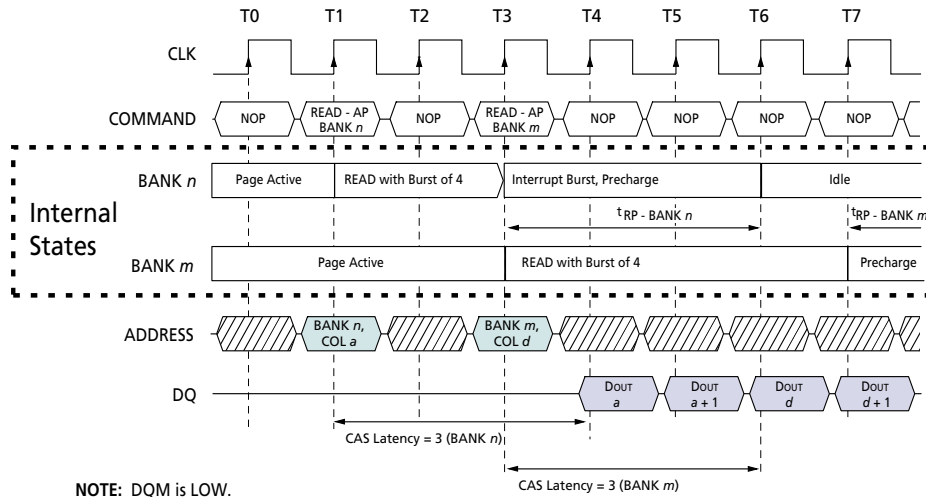 T0 T1 T2 T3 T4 T5 T6 T7
CLK
COMMAND NOP READ - AP NOP READ - AP NOP NOP NOP NOP
BANK n BANK m
Internal
States
BANK n Page Active READ with Burst of 4 Interrupt Burst, Precharge Idle
tRP - BANK n tRP - BANK m
BANK m Page Active READ with Burst of 4 Precharge
ADDRESS BANK n, BANK m,
COL a COL d
DQ DOUT DOUT DOUT DOUT
a a + 1 d d + 1
CAS Latency = 3 (BANK n)
CAS Latency = 3 (BANK m)
NOTE: DQM is LOW.